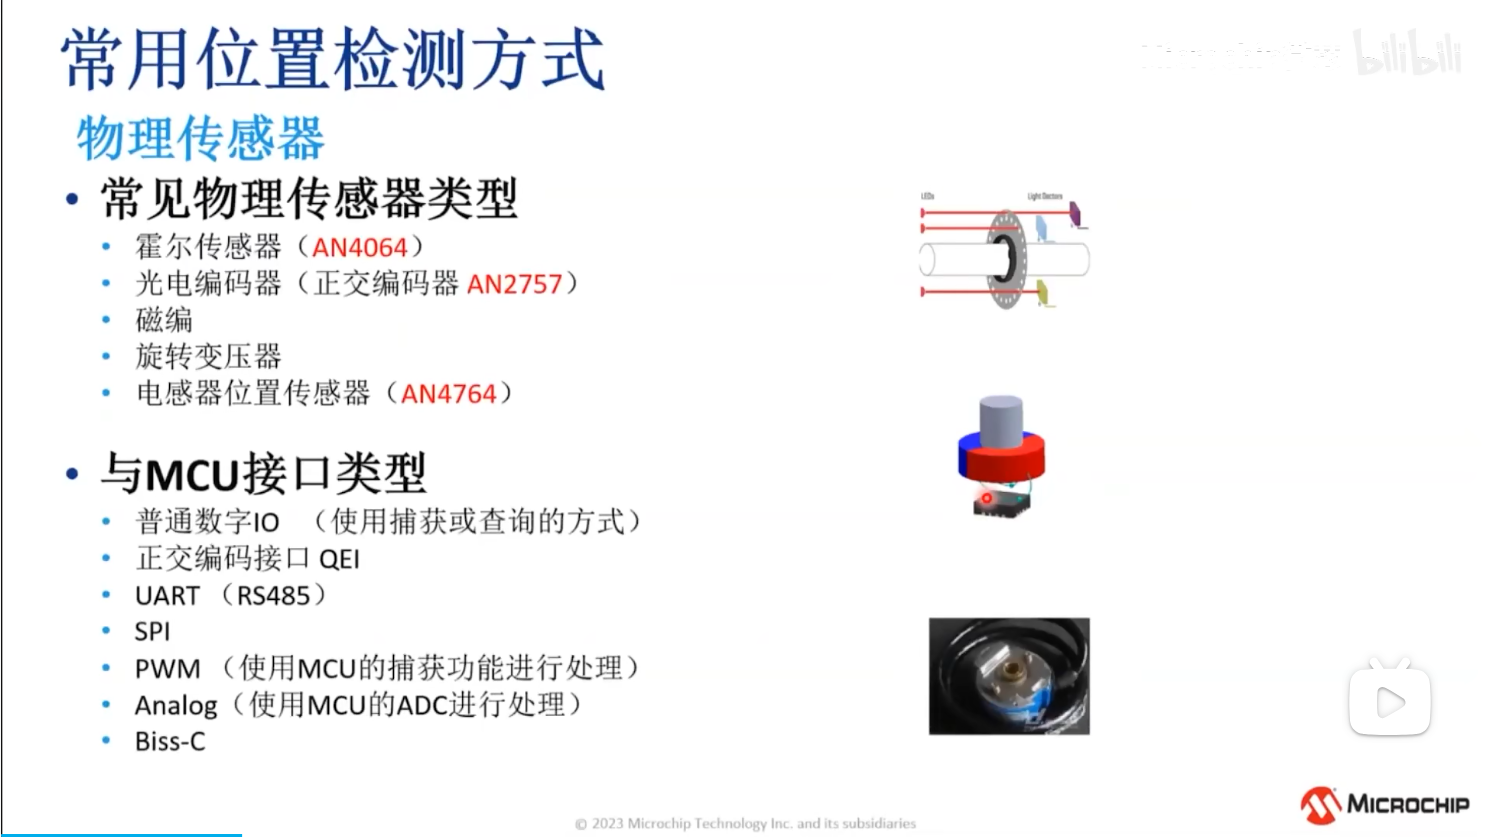 常用位置检测方式
bilibili
物理传感器
• 常见物理传感器类型
• 霍尔传感器（AN4064）
• 光电编码器（正交编码器 AN2757）
• 磁编
• 旋转变压器
• 电感器位置传感器（AN4764）
LEDs
• 与MCU接口类型
• 普通数字IO （使用捕获或查询的方式）
• 正交编码接口 QEI
• UART （RS485）
• SPI
• PWM （使用MCU的捕获功能进行处理）
• Analog（使用MCU的ADC进行处理）
• Biss-C
MICROCHIP
© 2023 Microchip Technology Inc. and its subsidiaries